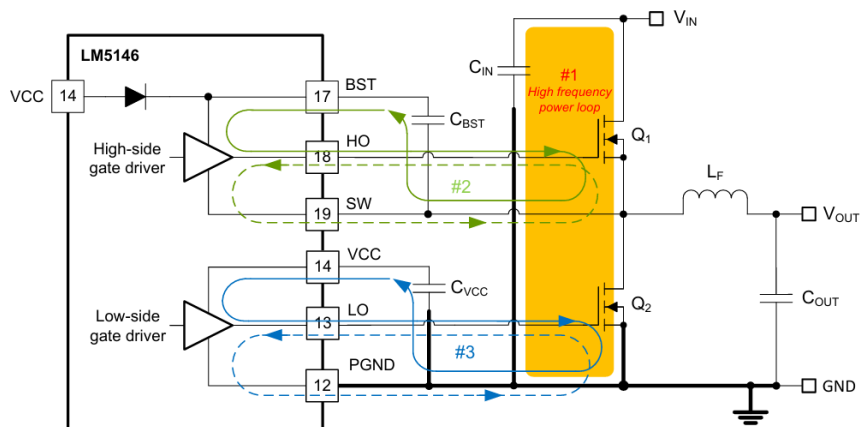 LM5146
VCC
14
17
BST
C_BST
High-side
gate driver
18
HO
#2
19
SW
14
VCC
C_VCC
Low-side
gate driver
13
LO
#3
PGND
12
C_IN
#1
High frequency
power loop
V_IN
Q_1
L_F
V_OUT
Q_2
C_OUT
GND